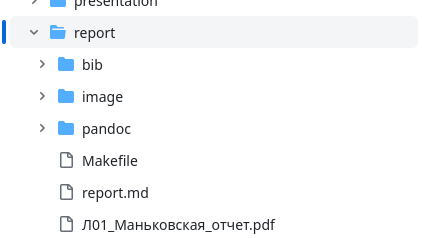 presentation
report
bib
image
pandoc
Makefile
report.md
Л01_Маньковская_отчет.pdf